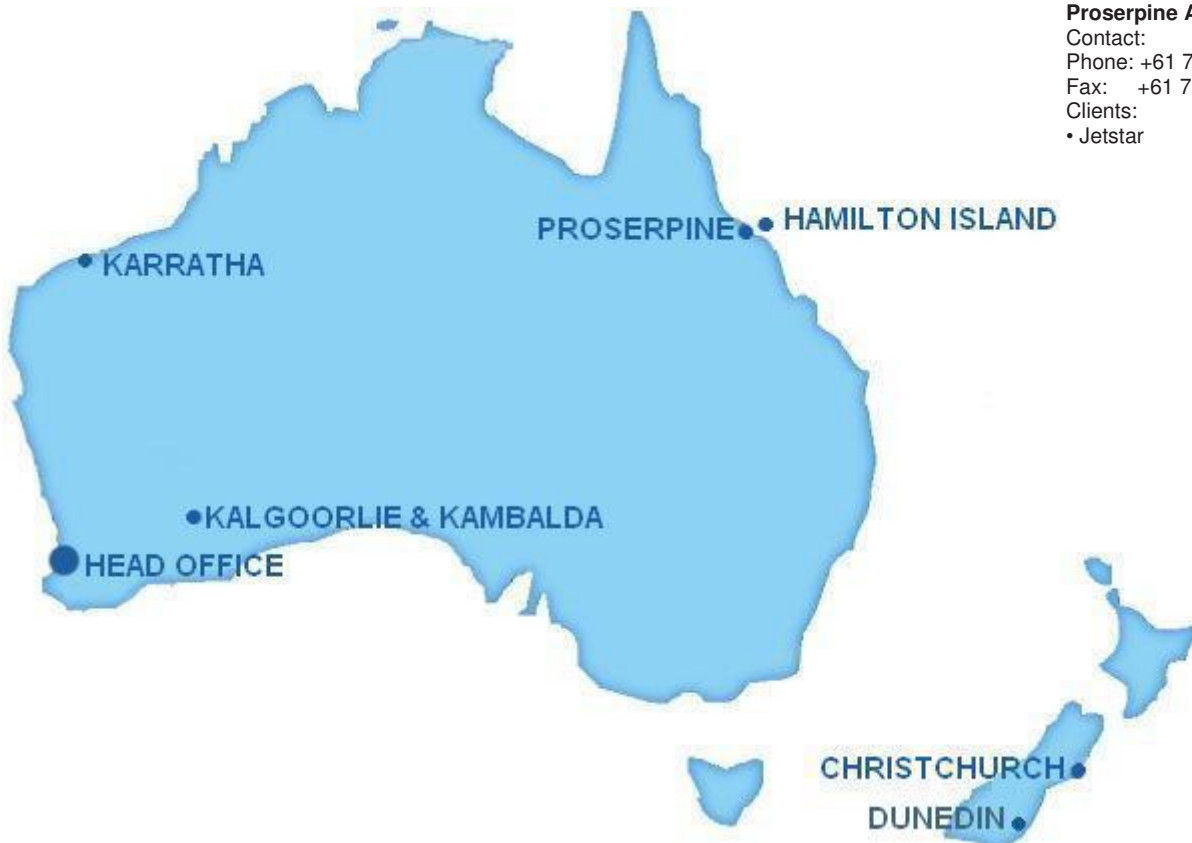 Proserpine A
Contact:
Phone: +61 7
Fax: +61 7
Clients:
• Jetstar
HAMILTON ISLAND
PROSERPINE
KARRATHA
KALGOORLIE & KAMBALDA
HEAD OFFICE
CHRISTCHURCH
DUNEDIN